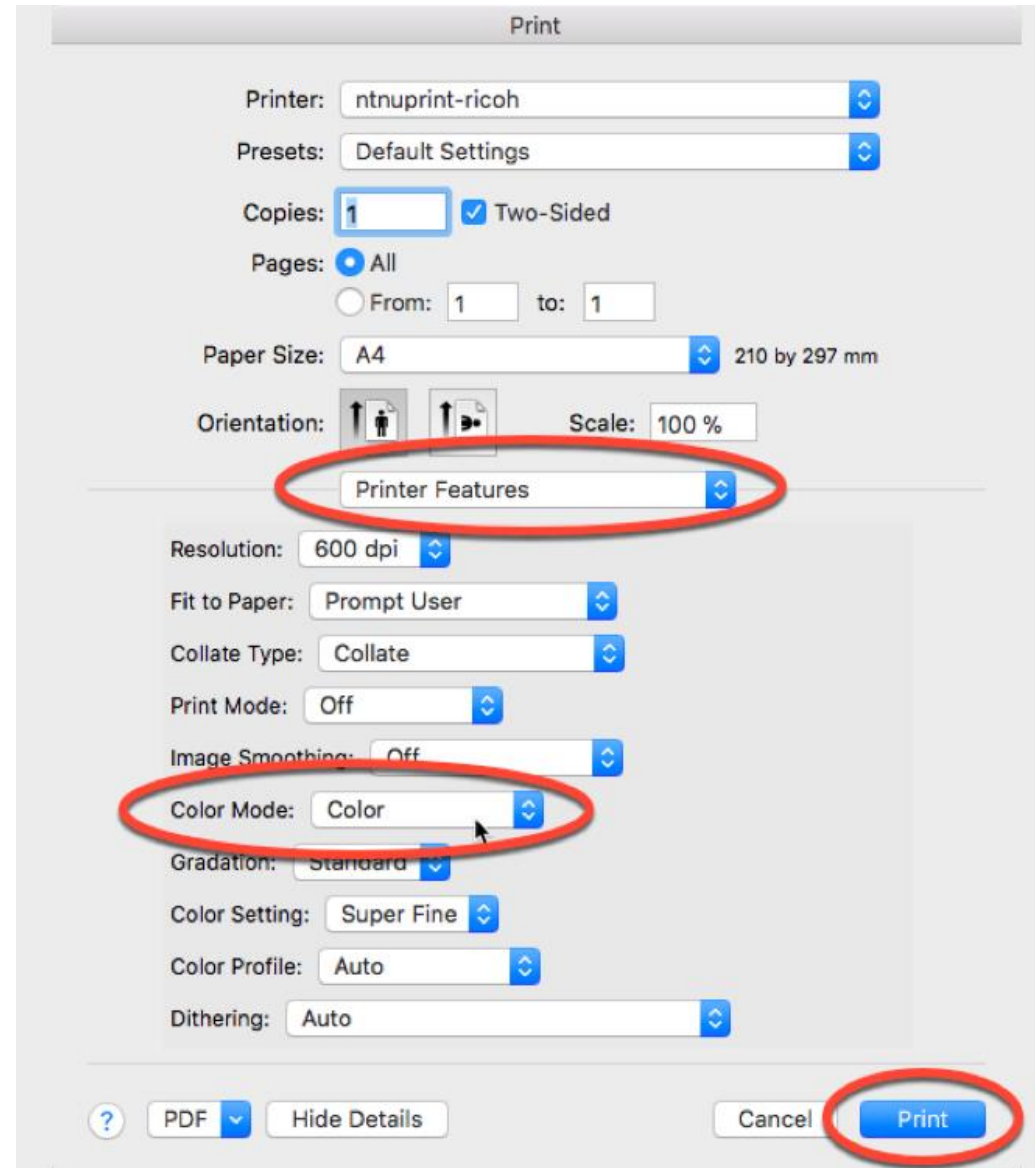 Print
Printer: ntnuprint-ricoh
Presets: Default Settings
Copies: 1 Two-Sided
Pages: All
From: 1 to: 1
Paper Size: A4 210 by 297 mm
Orientation: Scale: 100 %
Printer Features
Resolution: 600 dpi
Fit to Paper: Prompt User
Collate Type: Collate
Print Mode: Off
Image Smoothing: Off
Color Mode: Color
Gradation: Standard
Color Setting: Super Fine
Color Profile: Auto
Dithering: Auto
? PDF Hide Details Cancel Print